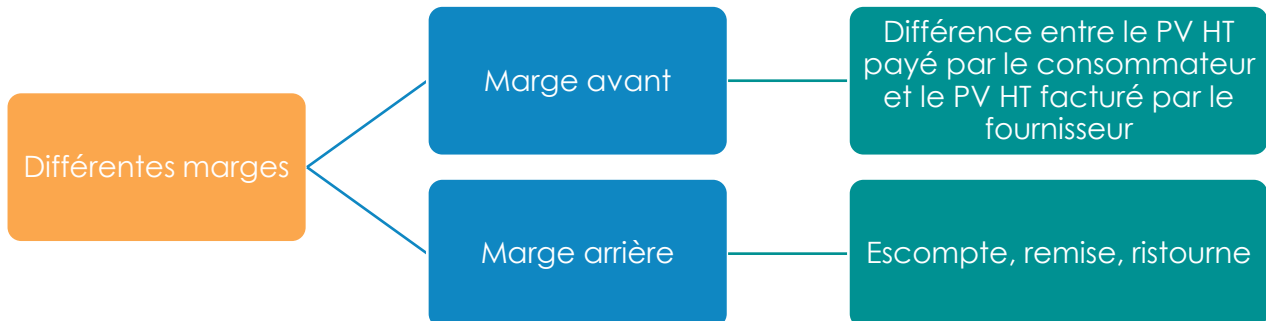 Différentes marges
Marge avant
Différence entre le PV HT
payé par le consommateur
et le PV HT facturé par le
fournisseur
Marge arrière
Escompte, remise, ristourne